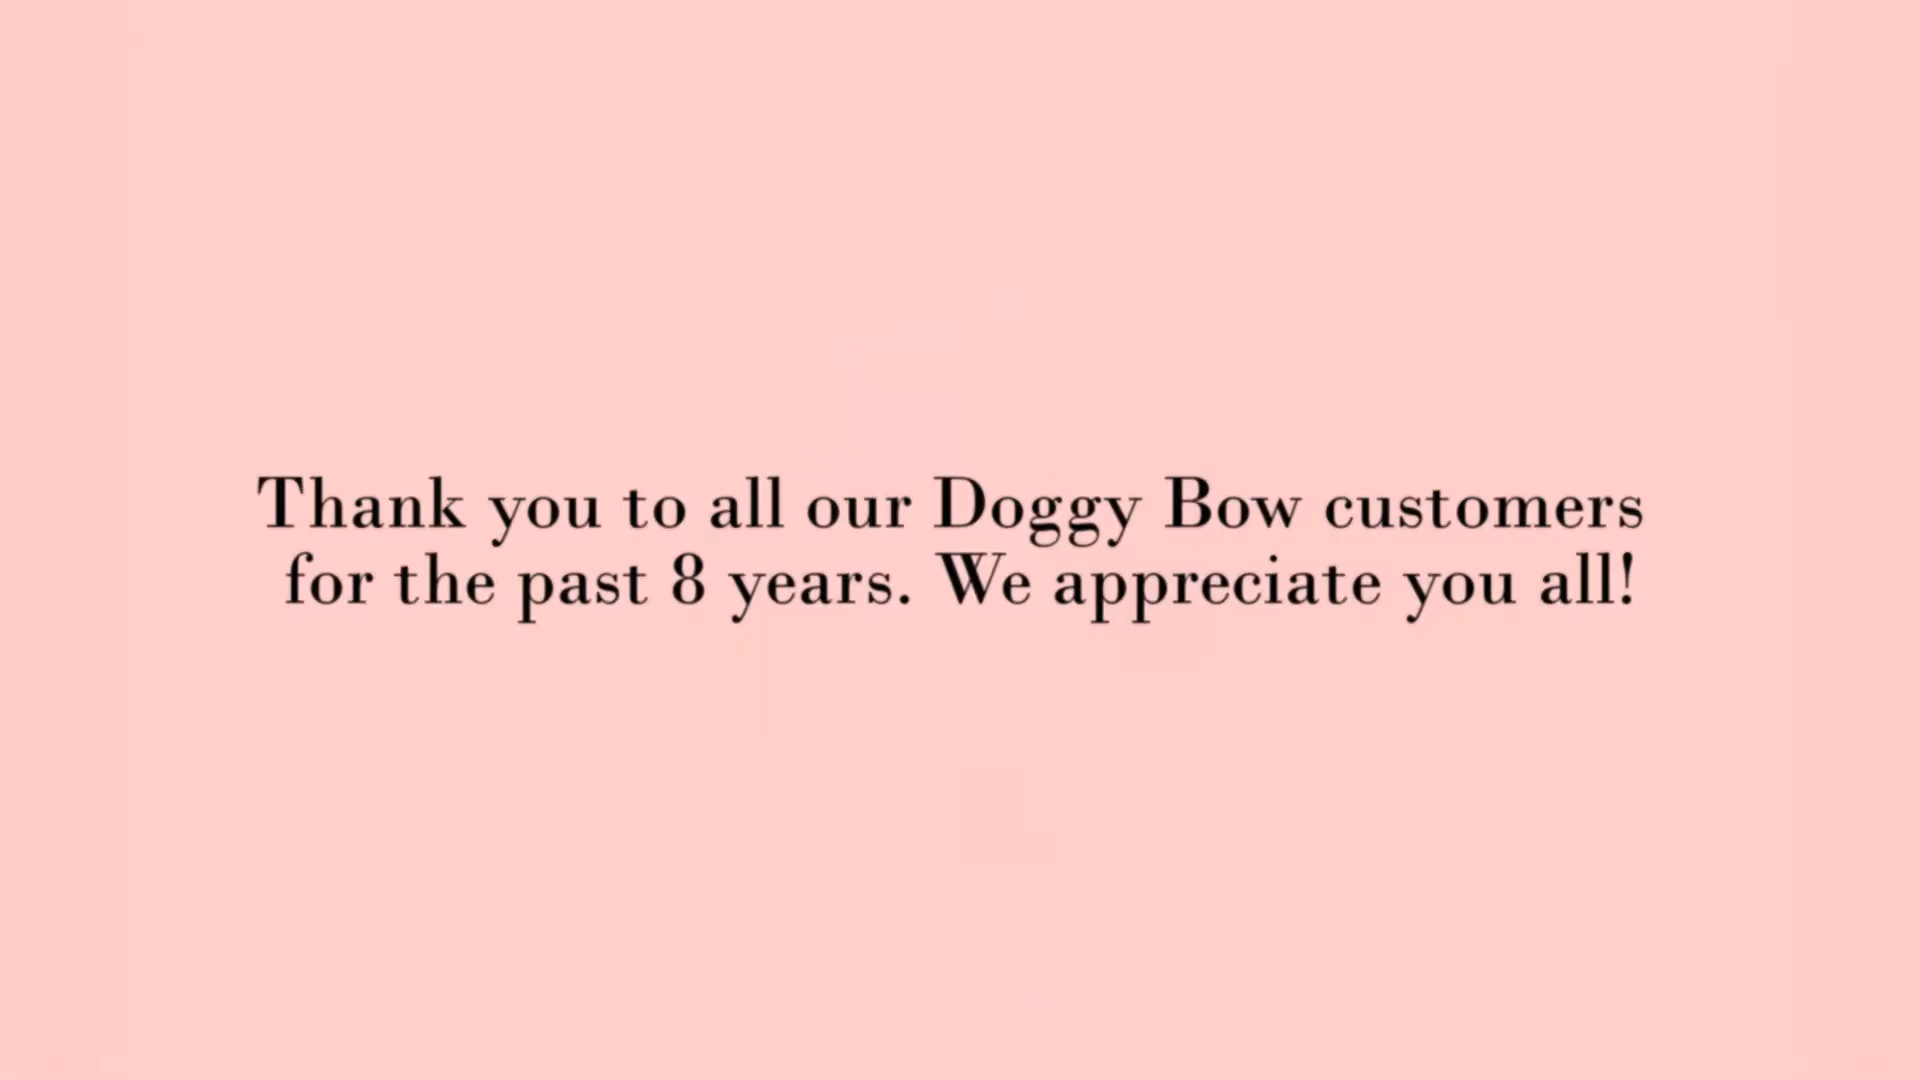 Thank you to all our Doggy Bow customers
for the past 8 years. We appreciate you all!